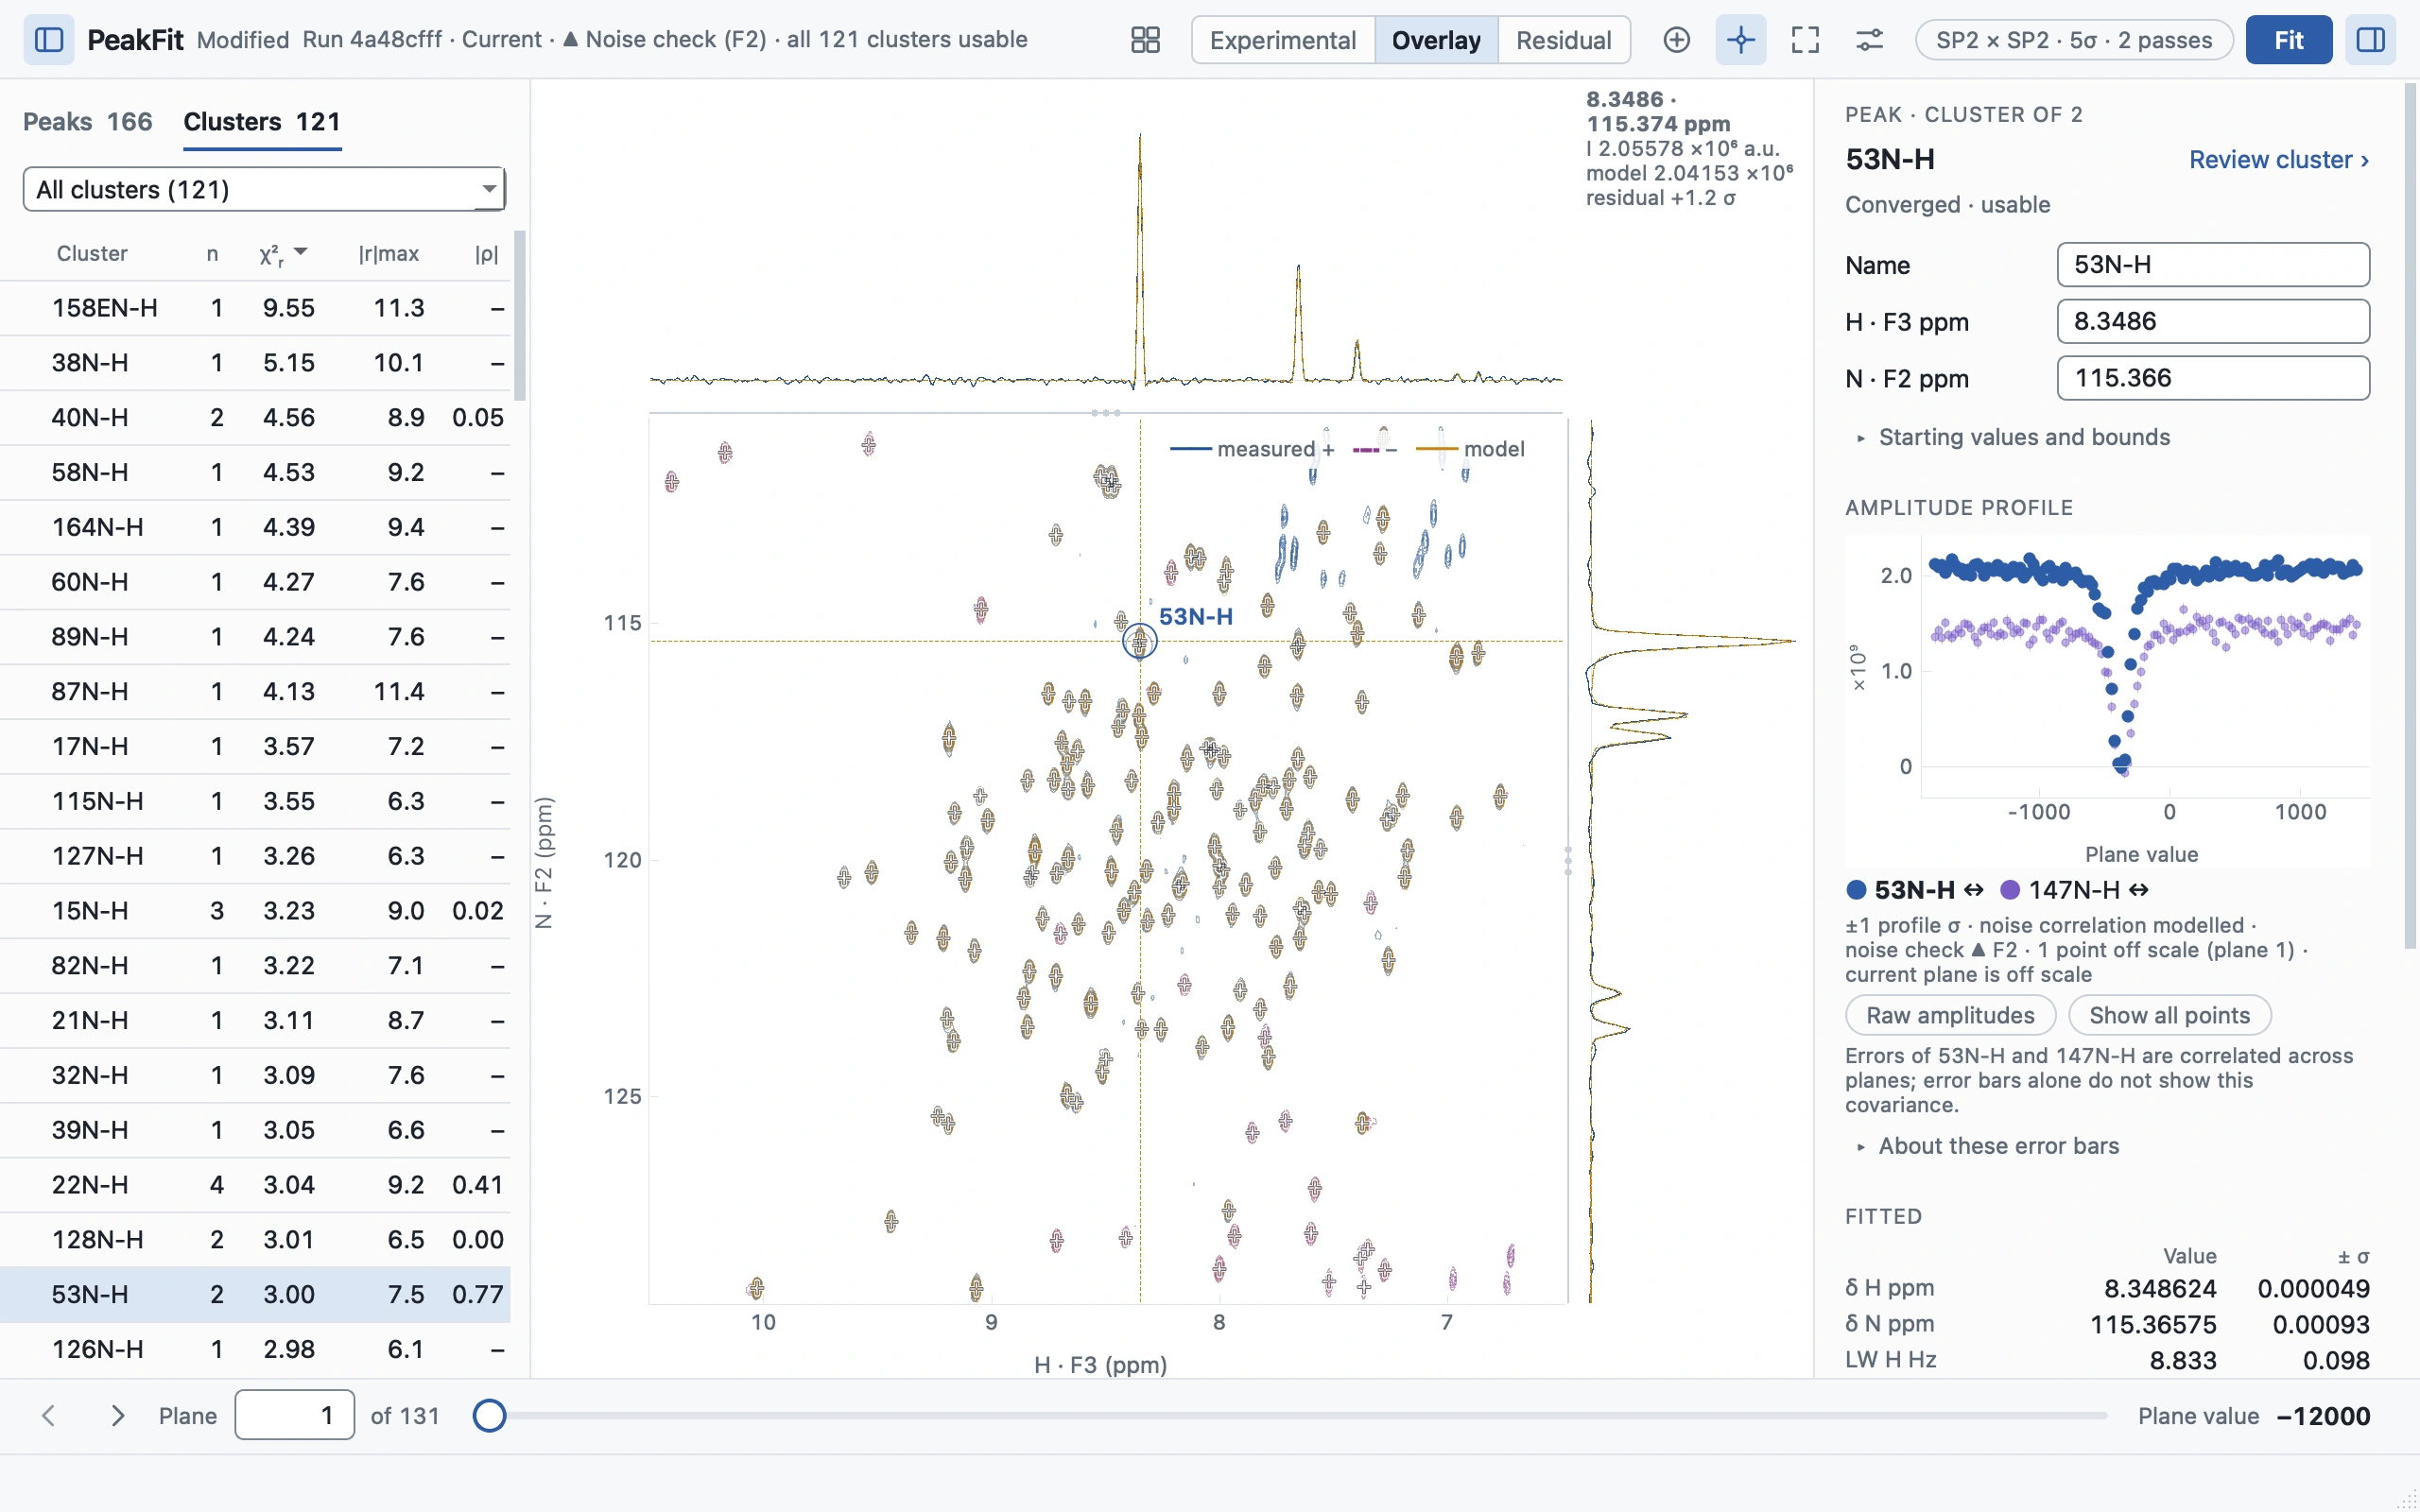 PeakFit Modified Run 4a48cfff · Current · ▲ Noise check (F2) · all 121 clusters usable
Experimental Overlay Residual
SP2 × SP2 · 5σ · 2 passes
Fit
Peaks 166 Clusters 121
All clusters (121)
Cluster n χ²r |r|max |ρ|
158EN-H 1 9.55 11.3 –
38N-H 1 5.15 10.1 –
40N-H 2 4.56 8.9 0.05
58N-H 1 4.53 9.2 –
164N-H 1 4.39 9.4 –
60N-H 1 4.27 7.6 –
89N-H 1 4.24 7.6 –
87N-H 1 4.13 11.4 –
17N-H 1 3.57 7.2 –
115N-H 1 3.55 6.3 –
127N-H 1 3.26 6.3 –
15N-H 3 3.23 9.0 0.02
82N-H 1 3.22 7.1 –
21N-H 1 3.11 8.7 –
32N-H 1 3.09 7.6 –
39N-H 1 3.05 6.6 –
22N-H 4 3.04 9.2 0.41
128N-H 2 3.01 6.5 0.00
53N-H 2 3.00 7.5 0.77
126N-H 1 2.98 6.1 –
8.3486 ·
115.374 ppm
I 2.05578 ×10⁶ a.u.
model 2.04153 ×10⁶
residual +1.2 σ
measured + – model
53N-H
115
120
125
N · F2 (ppm)
10 9 8 7
H · F3 (ppm)
PEAK · CLUSTER OF 2
53N-H Review cluster ›
Converged · usable
Name 53N-H
H · F3 ppm 8.3486
N · F2 ppm 115.366
▸ Starting values and bounds
AMPLITUDE PROFILE
2.0
1.0
0
×10⁹
-1000 0 1000
Plane value
53N-H ↔ 147N-H ↔
±1 profile σ · noise correlation modelled ·
noise check ▲ F2 · 1 point off scale (plane 1) ·
current plane is off scale
Raw amplitudes Show all points
Errors of 53N-H and 147N-H are correlated across
planes; error bars alone do not show this
covariance.
▸ About these error bars
FITTED
Value ± σ
δ H ppm 8.348624 0.000049
δ N ppm 115.36575 0.00093
LW H Hz 8.833 0.098
Plane 1 of 131
Plane value −12000